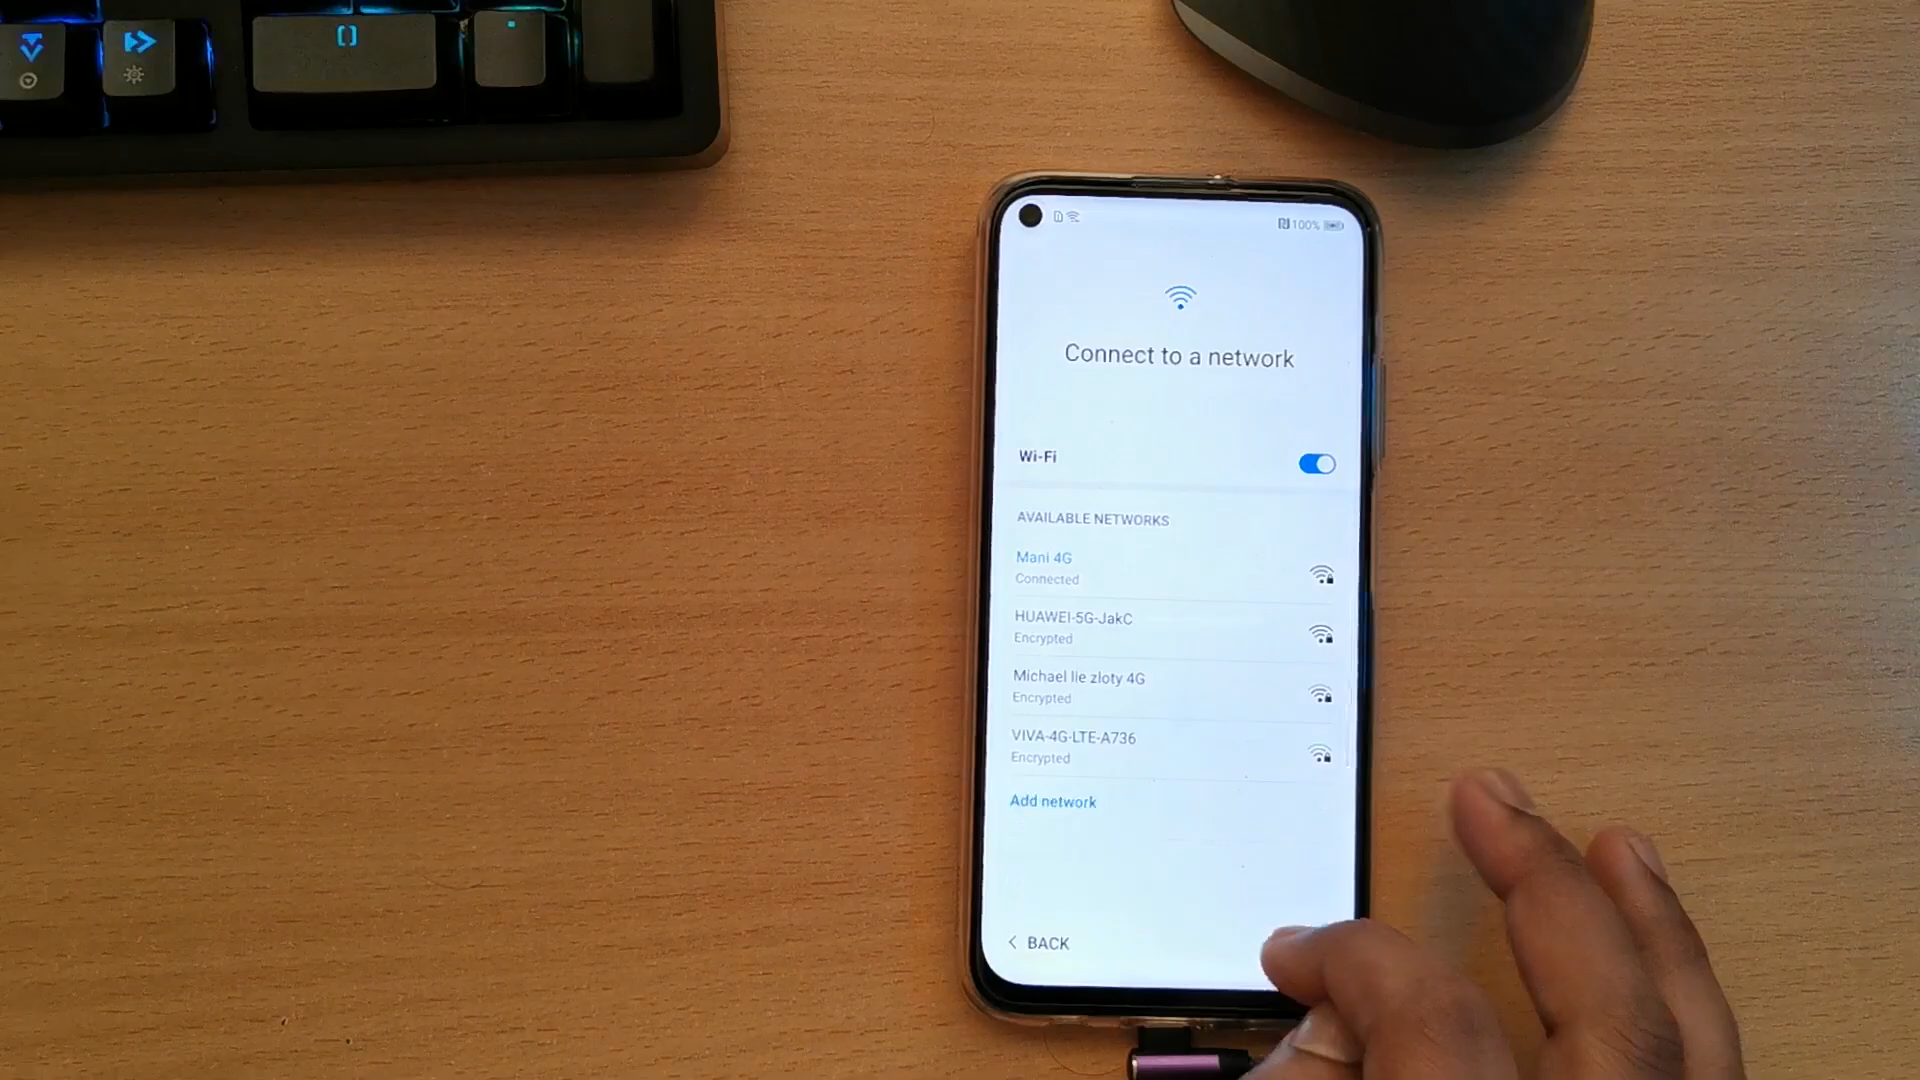 100%
Connect to a network
Wi-Fi
AVAILABLE NETWORKS
Mani 4G
Connected
HUAWEI-5G-JakC
Encrypted
Michael lie zloty 4G
Encrypted
VIVA-4G-LTE-A736
Encrypted
Add network
< BACK